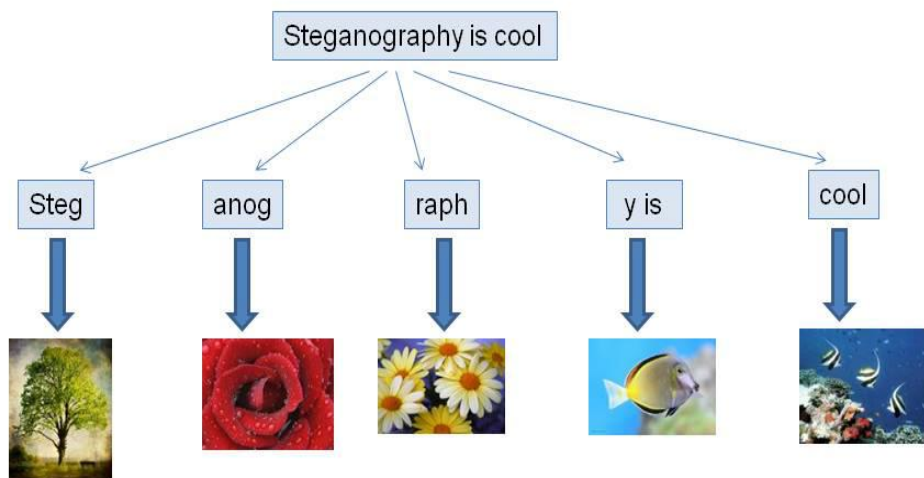 Steganography is cool
Steg
anog
raph
y is
cool